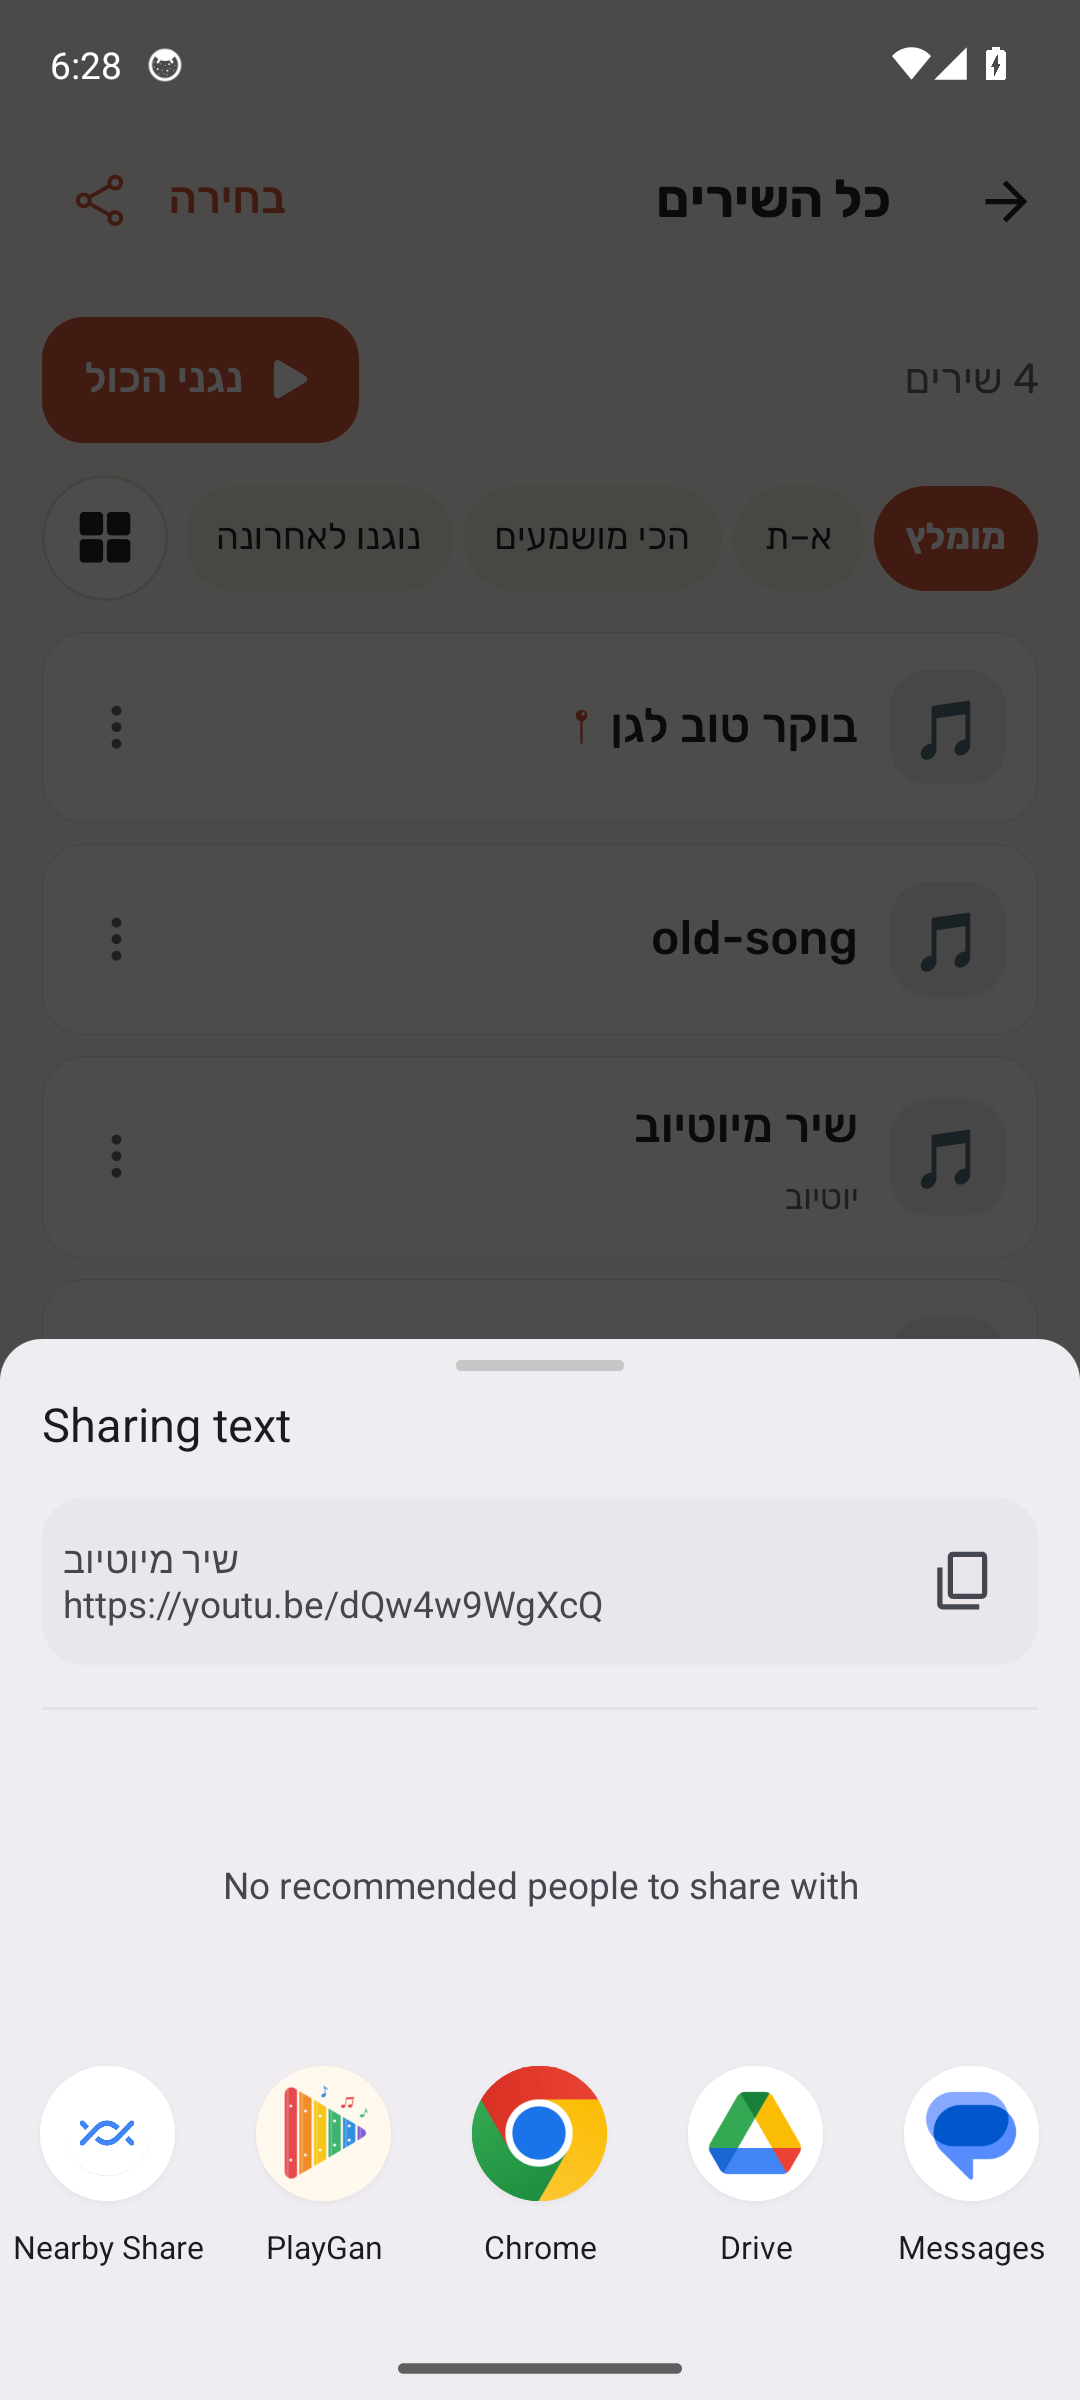 6:28
כל השירים
בחירה
4 שירים
נגני הכול
מומלץ
א-ת
הכי מושמעים
נוגנו לאחרונה
בוקר טוב לגן
old-song
שיר מיוטיוב
יוטיוב
Sharing text
שיר מיוטיוב
https://youtu.be/dQw4w9WgXcQ
No recommended people to share with
Nearby Share
PlayGan
Chrome
Drive
Messages